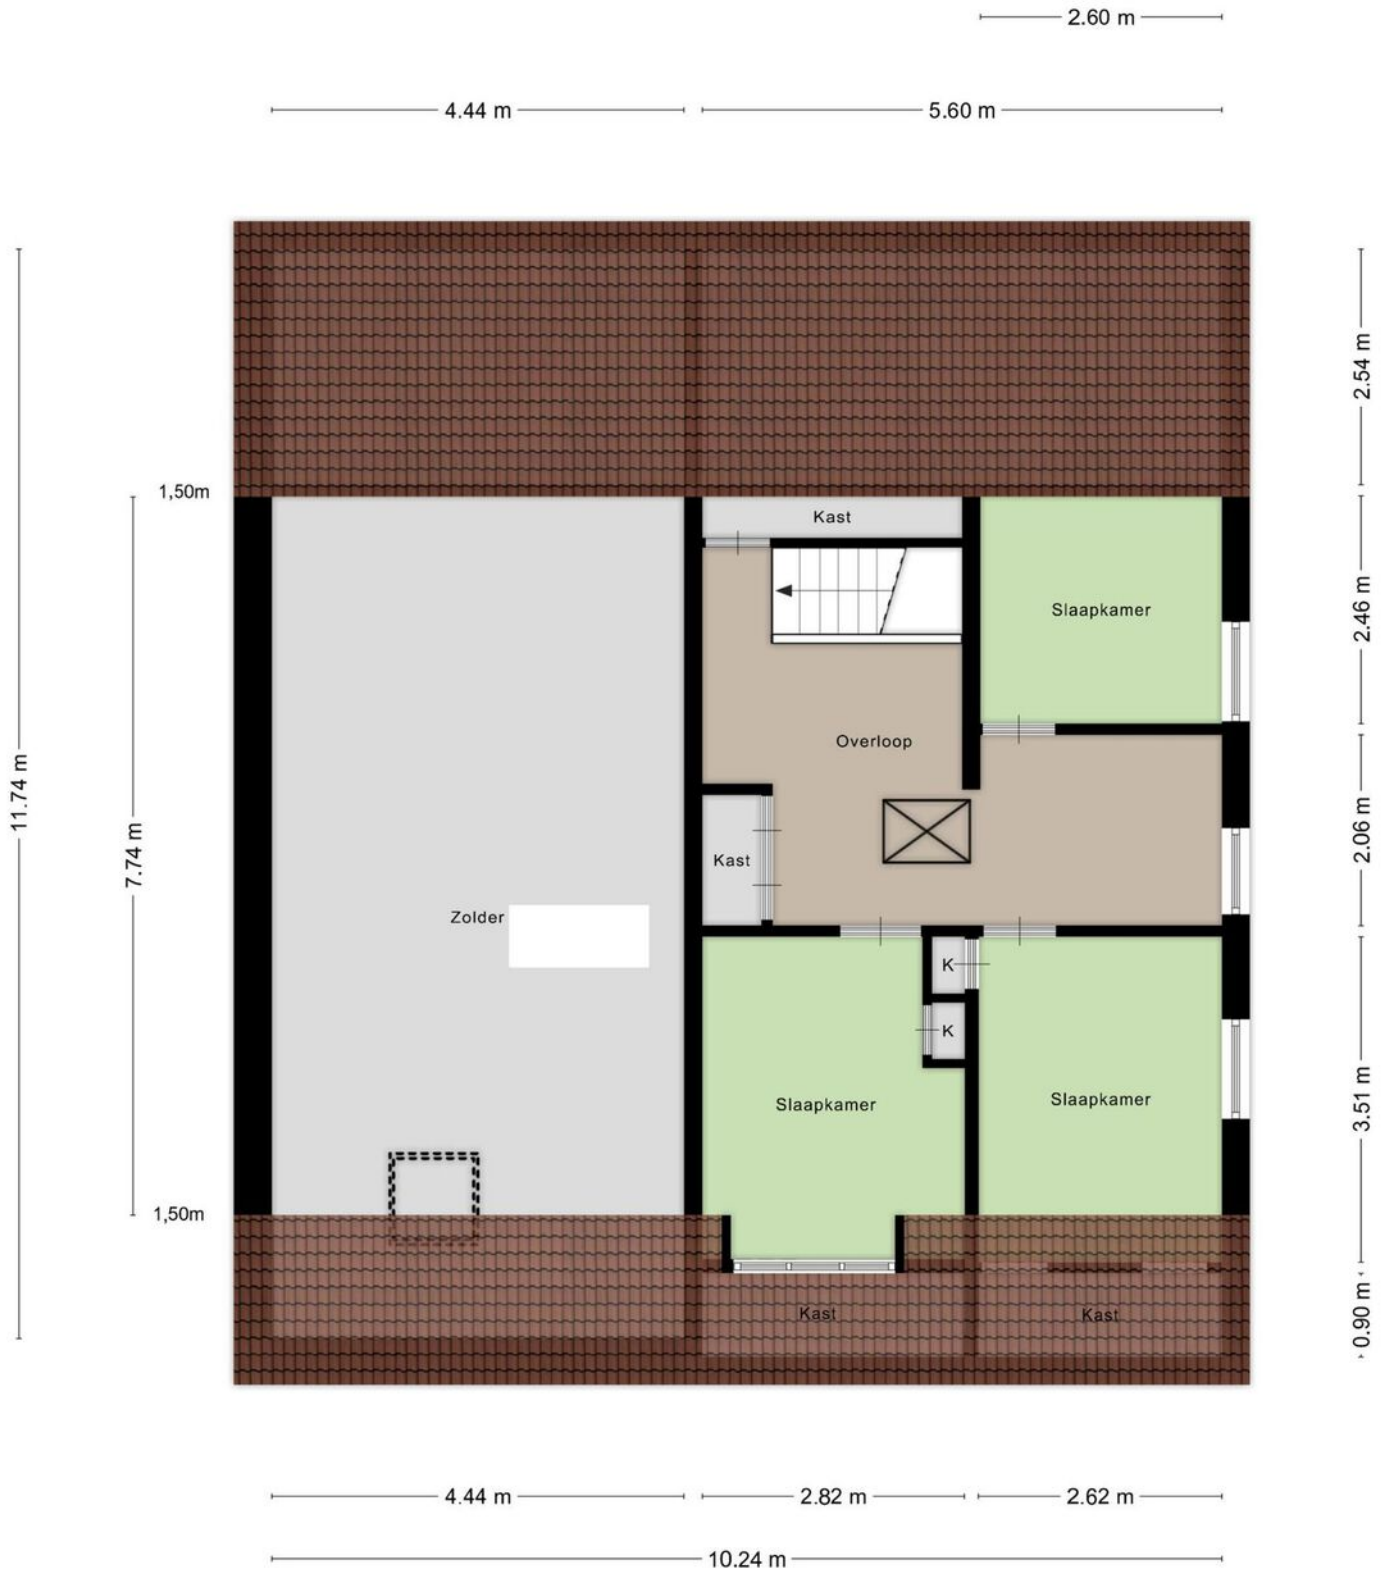 2.60 m
4.44 m
5.60 m
2.54 m
1,50m
Kast
Slaapkamer
2.46 m
Overloop
11.74 m
7.74 m
2.06 m
Kast
Zolder
K
K
Slaapkamer
Slaapkamer
3.51 m
1,50m
Kast
Kast
0.90 m
4.44 m
2.82 m
2.62 m
10.24 m